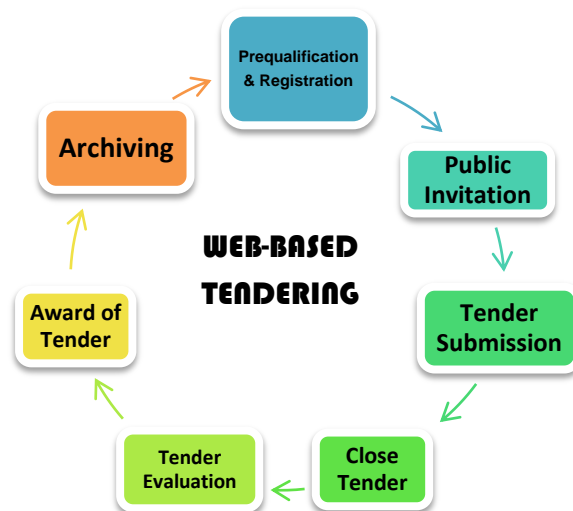 Prequalification
& Registration
Public
Invitation
Tender
Submission
Close
Tender
Tender
Evaluation
Award of
Tender
Archiving
WEB-BASED
TENDERING